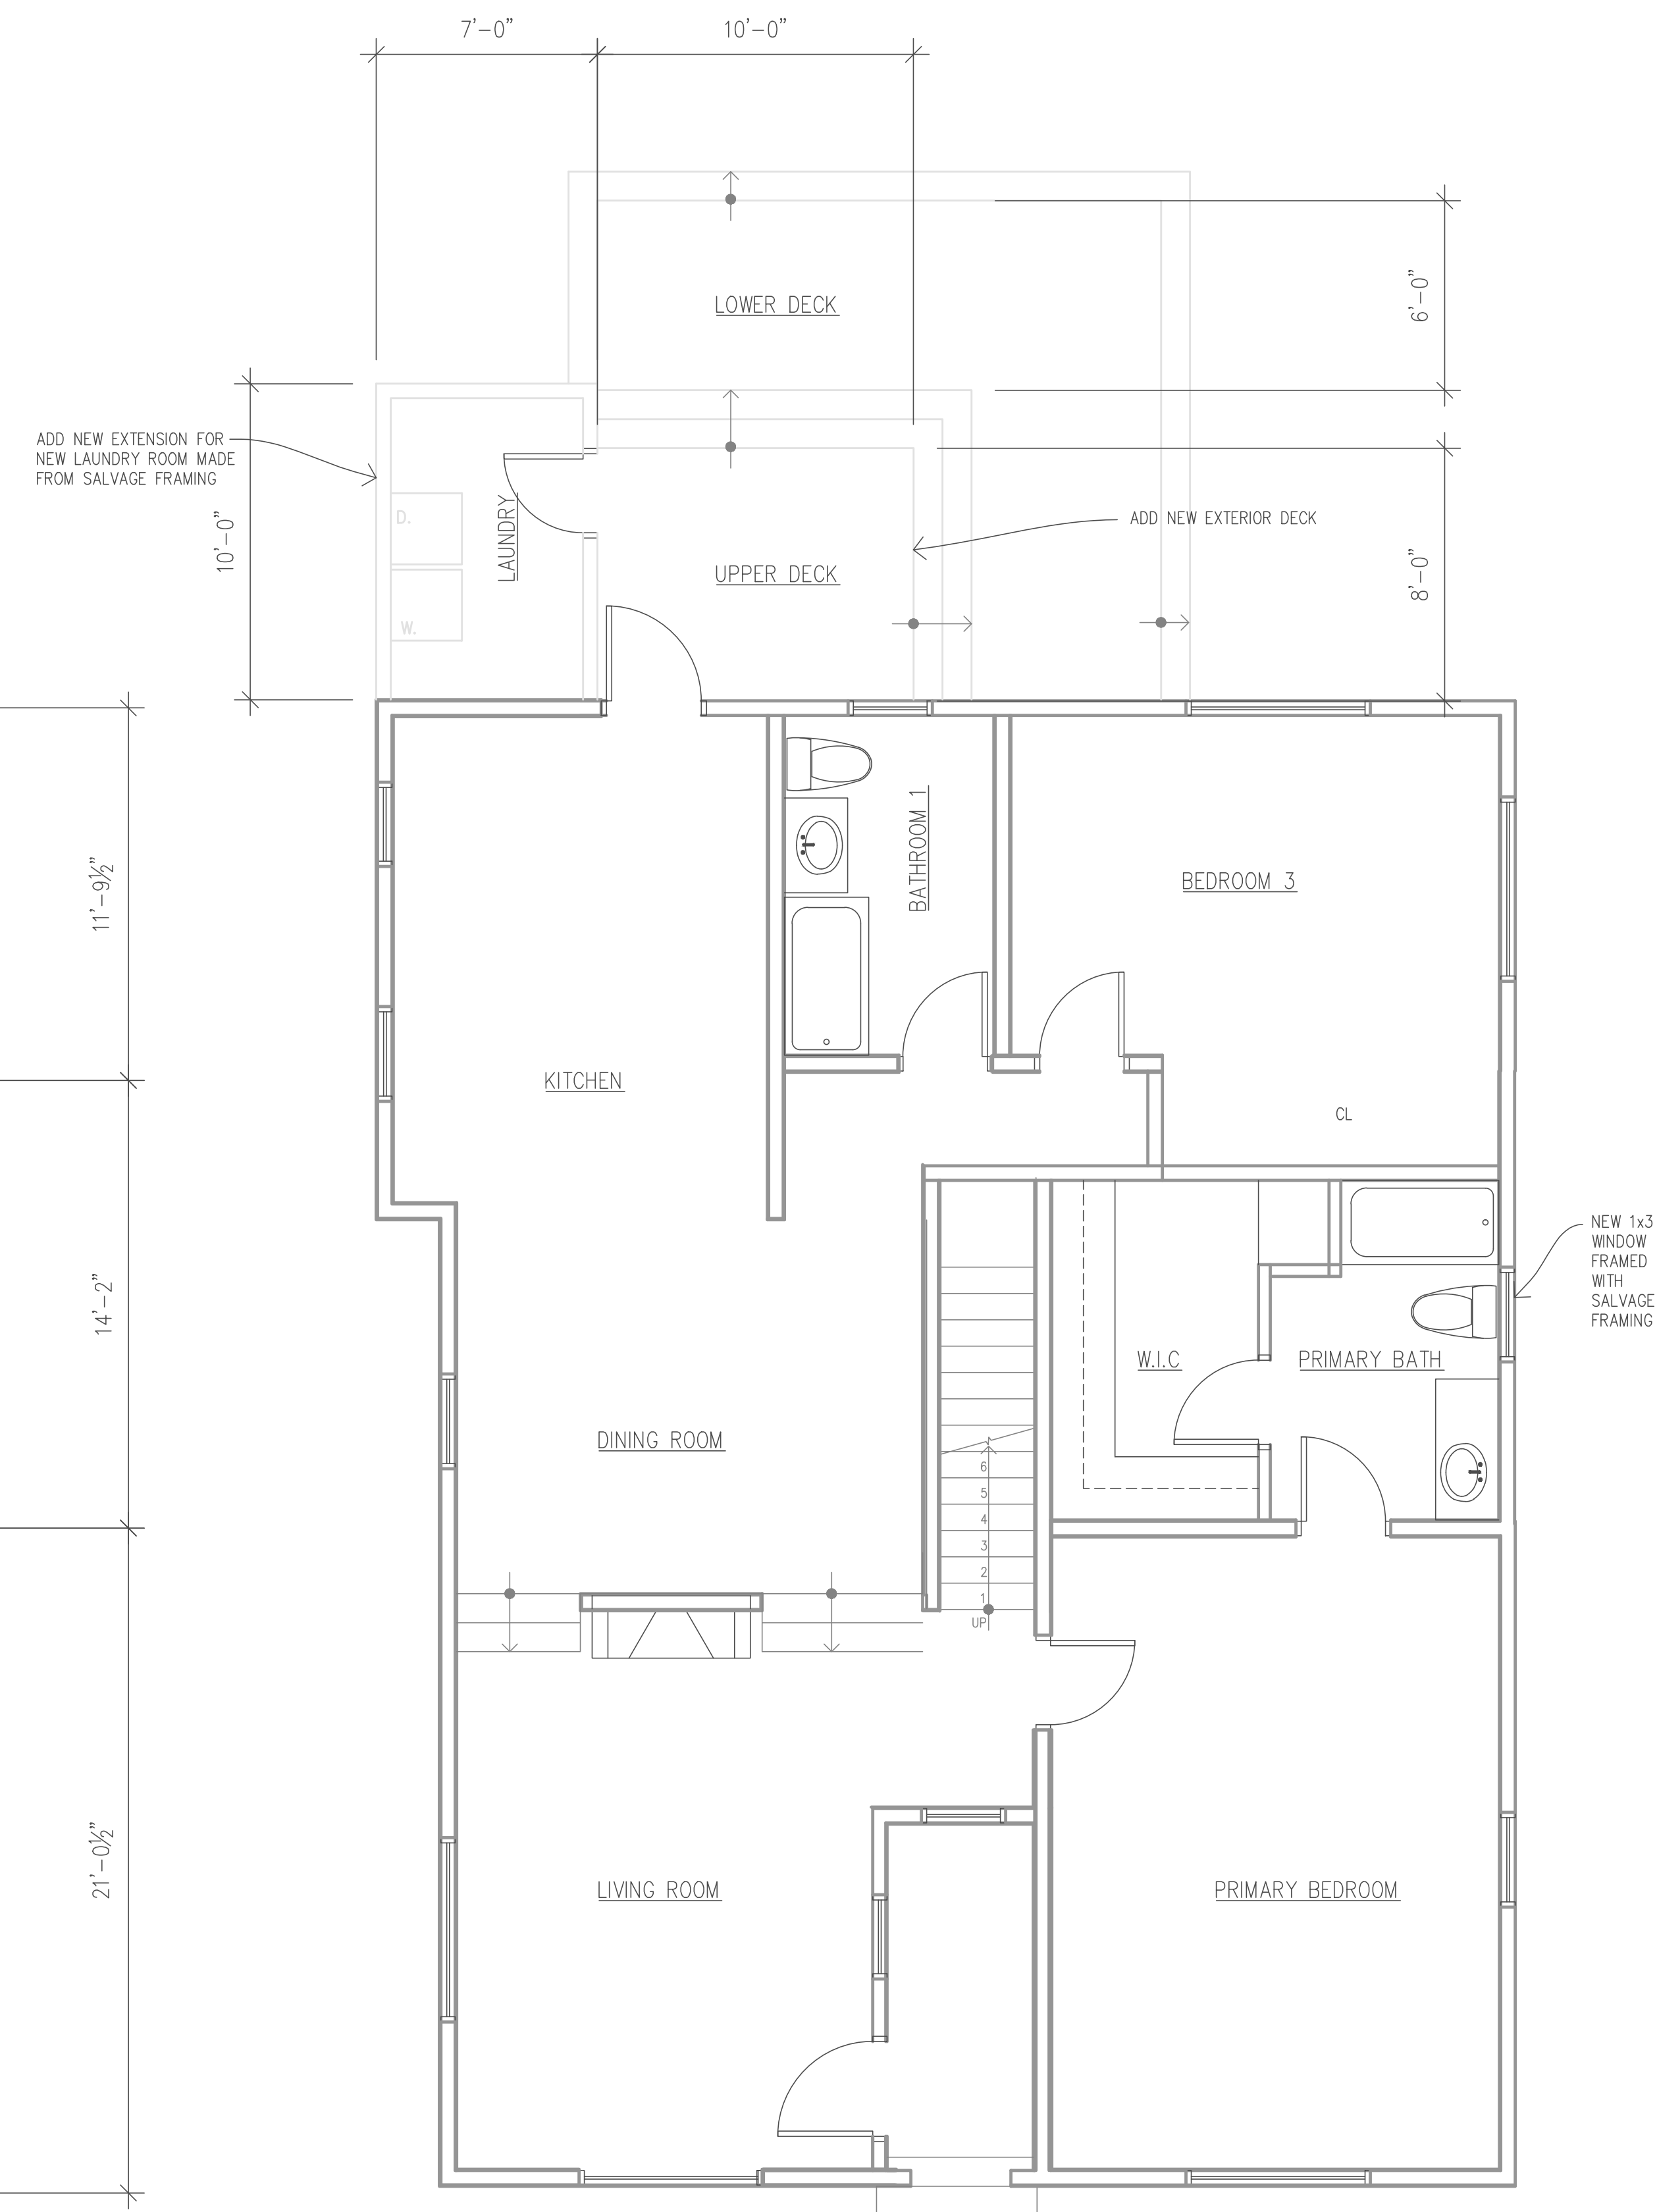 7'-0"
10'-0"
LOWER DECK
6'-0"
ADD NEW EXTENSION FOR
NEW LAUNDRY ROOM MADE
FROM SALVAGE FRAMING
10'-0"
D.
W.
LAUNDRY
UPPER DECK
ADD NEW EXTERIOR DECK
8'-0"
11'-9½"
BATHROOM 1
BEDROOM 3
KITCHEN
CL
14'-2"
NEW 1x3
WINDOW
FRAMED
WITH
SALVAGE
FRAMING
W.I.C
PRIMARY BATH
DINING ROOM
6
5
4
3
2
1
UP
21'-0½"
LIVING ROOM
PRIMARY BEDROOM